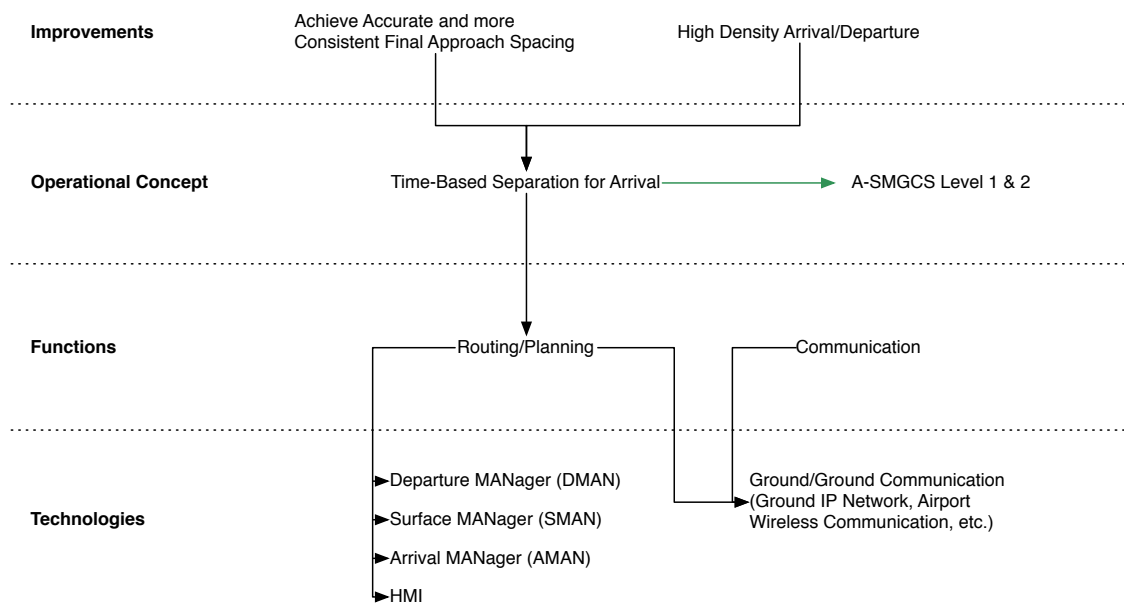 Improvements
Achieve Accurate and more
Consistent Final Approach Spacing
High Density Arrival/Departure
Operational Concept
Time-Based Separation for Arrival
A-SMGCS Level 1 & 2
Functions
Routing/Planning
Communication
Technologies
Departure MANager (DMAN)
Surface MANager (SMAN)
Arrival MANager (AMAN)
HMI
Ground/Ground Communication
(Ground IP Network, Airport
Wireless Communication, etc.)